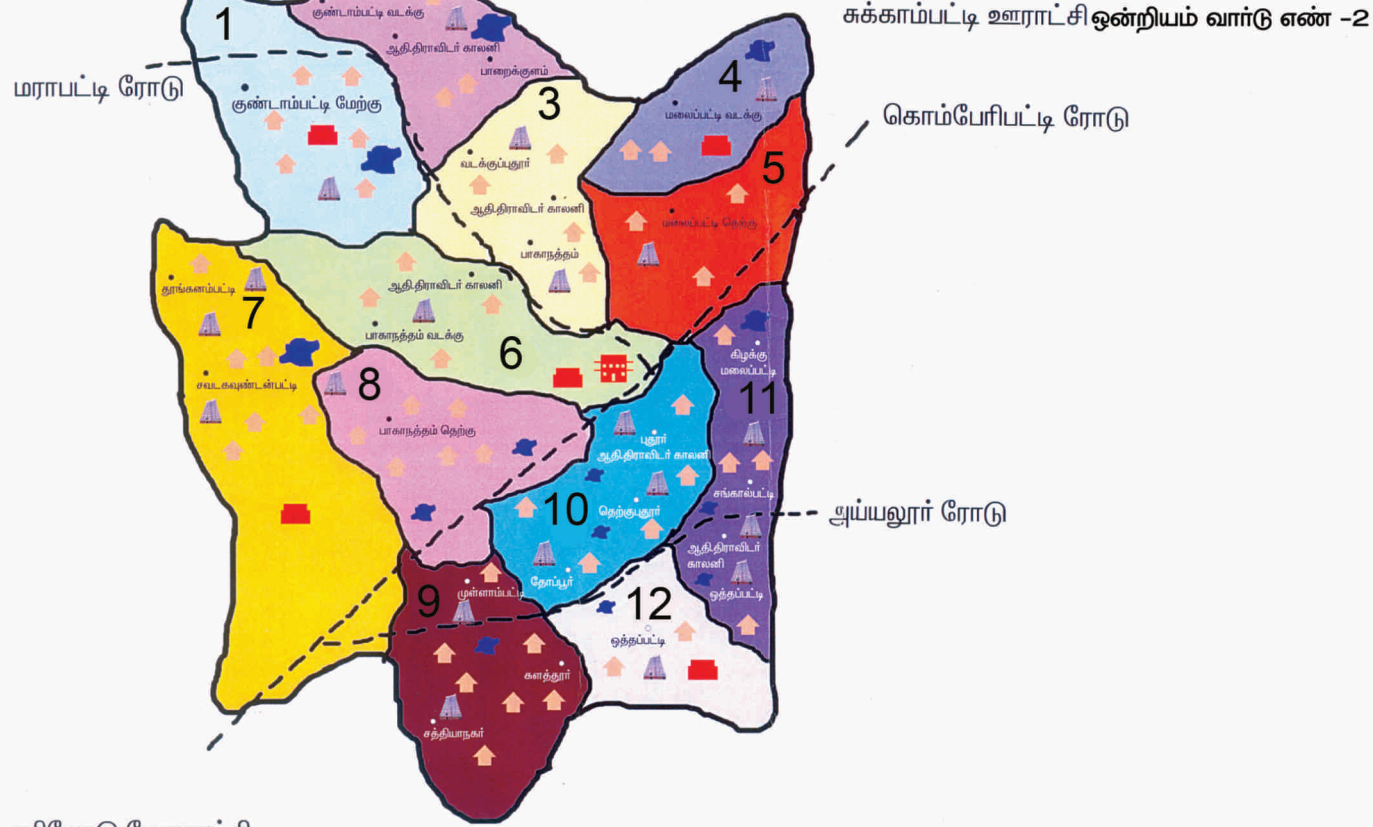 சுக்காம்பட்டி ஊராட்சி ஒன்றியம் வார்டு எண் -2
1
குண்டாம்பட்டி வடக்கு
ஆதி.திராவிடர் காலனி
பாறைக்குளம்
மராபட்டி ரோடு
குண்டாம்பட்டி மேற்கு
3
வடக்குப்புதூர்
ஆதி.திராவிடர் காலனி
பாகாநத்தம்
4
மலைப்பட்டி வடக்கு
கொம்பேரிபட்டி ரோடு
5
மலைப்பட்டி தெற்கு
தூங்கனம்பட்டி
7
சவடகவுண்டன்பட்டி
ஆதி.திராவிடர் காலனி
பாகாநத்தம் வடக்கு
6
8
பாகாநத்தம் தெற்கு
கிழக்கு
மலைப்பட்டி
11
சங்கால்பட்டி
ஆதி.திராவிடர்
காலனி
ஒத்தப்பட்டி
புதூர்
ஆதி.திராவிடர் காலனி
10
தெற்குபுதூர்
தோப்பூர்
அய்யலூர் ரோடு
9
முள்ளாம்பட்டி
களத்தூர்
சத்தியாநகர்
12
ஒத்தப்பட்டி